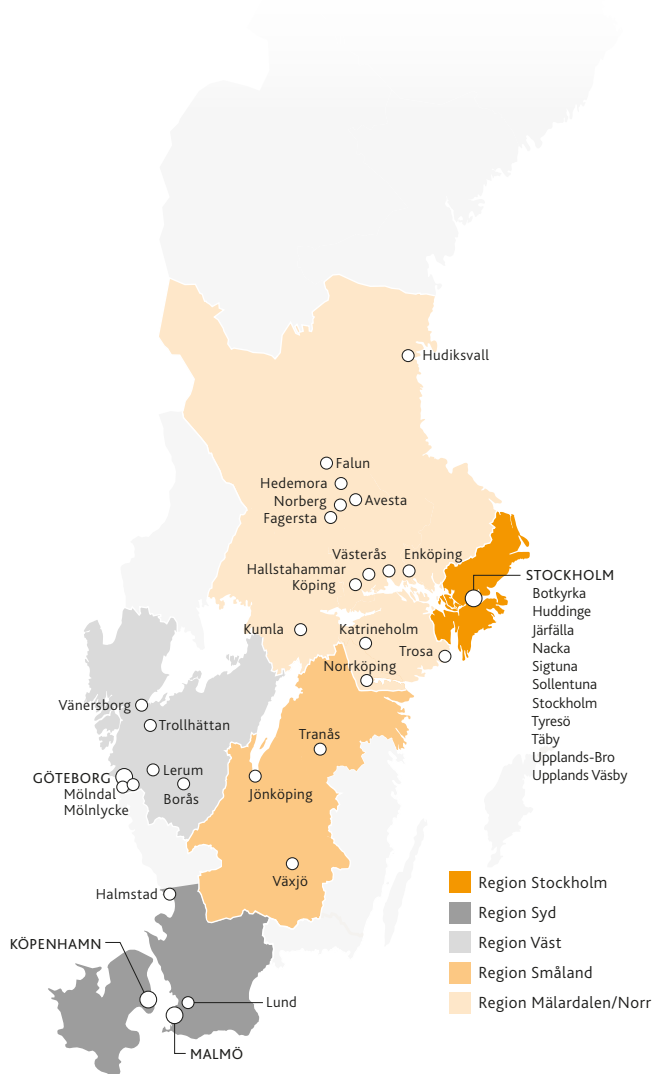 Hudiksvall
Falun
Hedemora
Norberg
Avesta
Fagersta
Västerås
Enköping
Hallstahammar
Köping
STOCKHOLM
Botkyrka
Huddinge
Järfälla
Nacka
Sigtuna
Sollentuna
Stockholm
Tyresö
Täby
Upplands-Bro
Upplands Väsby
Kumla
Katrineholm
Trosa
Norrköping
Vänersborg
Trollhättan
Tranås
GÖTEBORG
Lerum
Mölndal
Borås
Mölnlycke
Jönköping
Växjö
Halmstad
KÖPENHAMN
Lund
MALMÖ
Region Stockholm
Region Syd
Region Väst
Region Småland
Region Mälardalen/Norr